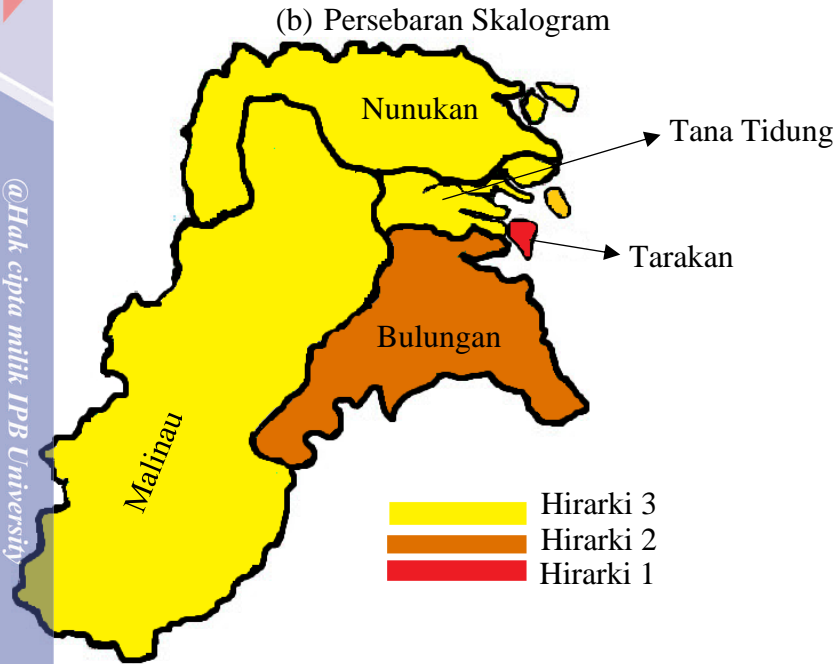 (b) Persebaran Skalogram
Nunukan
Tana Tidung
Tarakan
Bulungan
Malinau
Hirarki 3
Hirarki 2
Hirarki 1
@Hak cipta milik IPB University